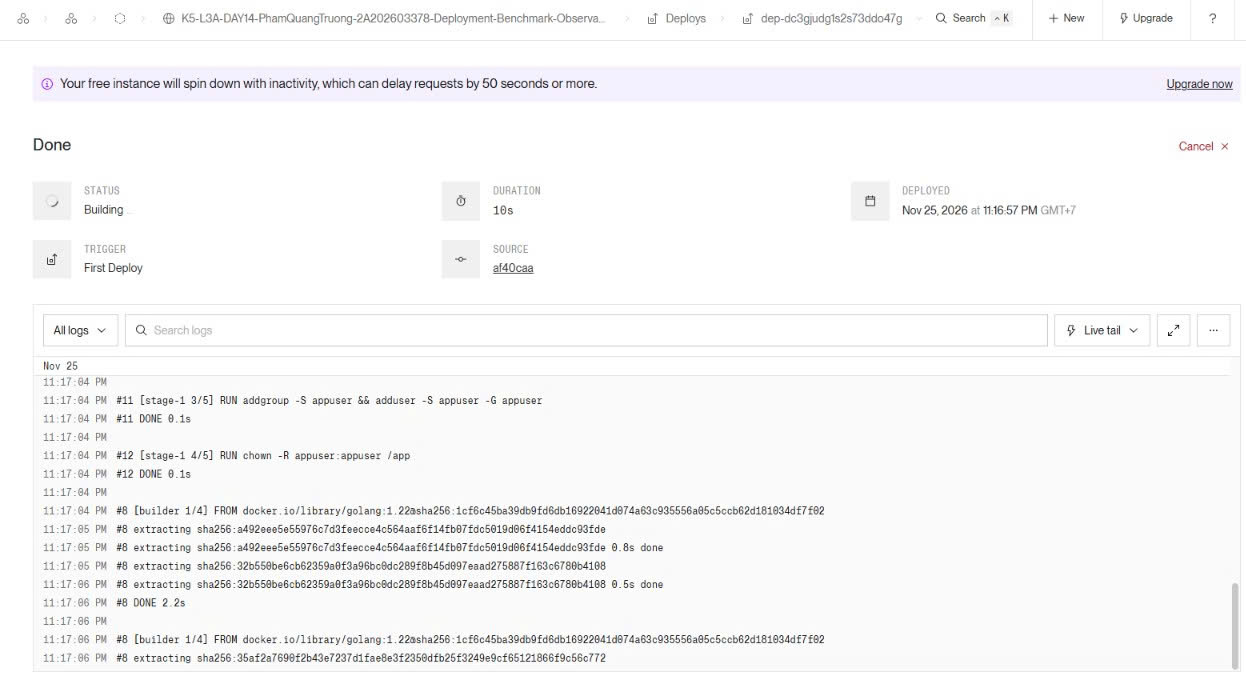 K5-L3A-DAY14-PhamQuangTruong-2A202603378-Deployment-Benchmark-Observa... Deploys dep-dc3gjudg1s2s73ddo47g Search ^ K + New Upgrade ?
Your free instance will spin down with inactivity, which can delay requests by 50 seconds or more. Upgrade now
Done Cancel ×
STATUS
Building ...
DURATION
10s
DEPLOYED
Nov 25, 2026 at 11:16:57 PM GMT+7
TRIGGER
First Deploy
SOURCE
af40caa
All logs Search logs Live tail ...
Nov 25
11:17:04 PM
11:17:04 PM #11 [stage-1 3/5] RUN addgroup -S appuser && adduser -S appuser -G appuser
11:17:04 PM #11 DONE 0.1s
11:17:04 PM
11:17:04 PM #12 [stage-1 4/5] RUN chown -R appuser:appuser /app
11:17:04 PM #12 DONE 0.1s
11:17:04 PM
11:17:04 PM #8 [builder 1/4] FROM docker.io/library/golang:1.22@sha256:1cf6c45ba39db9fd6db16922041d074a63c935556a05c5ccb62d181034df7f02
11:17:05 PM #8 extracting sha256:a492eee5e55976c7d3feecce4c564aaf6f14fb07fdc5019d06f4154eddc93fde
11:17:05 PM #8 extracting sha256:a492eee5e55976c7d3feecce4c564aaf6f14fb07fdc5019d06f4154eddc93fde 0.8s done
11:17:05 PM #8 extracting sha256:32b550be6cb62359a0f3a96bc0dc289f8b45d097eaad275887f163c6780b4108
11:17:06 PM #8 extracting sha256:32b550be6cb62359a0f3a96bc0dc289f8b45d097eaad275887f163c6780b4108 0.5s done
11:17:06 PM #8 DONE 2.2s
11:17:06 PM
11:17:06 PM #8 [builder 1/4] FROM docker.io/library/golang:1.22@sha256:1cf6c45ba39db9fd6db16922041d074a63c935556a05c5ccb62d181034df7f02
11:17:06 PM #8 extracting sha256:35af2a7690f2b43e7237d1fae8e3f2350dfb25f3249e9cf65121866f9c56c772